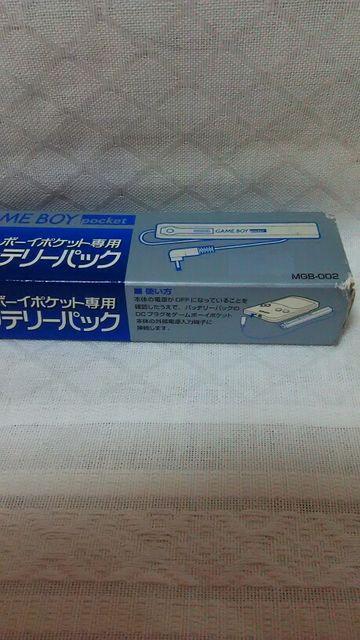 AME BOY pocket
ボーイポケット専用
テリーパック
GAME BOY pocket
MGB-002
ボーイポケット専用
テリーパック
■ 使い方
本体の電源がOFFになっていることを
確認したうえで、バッテリーパックの
DCプラグをゲームボーイポケット
本体の外部電源入力端子に
接続します。